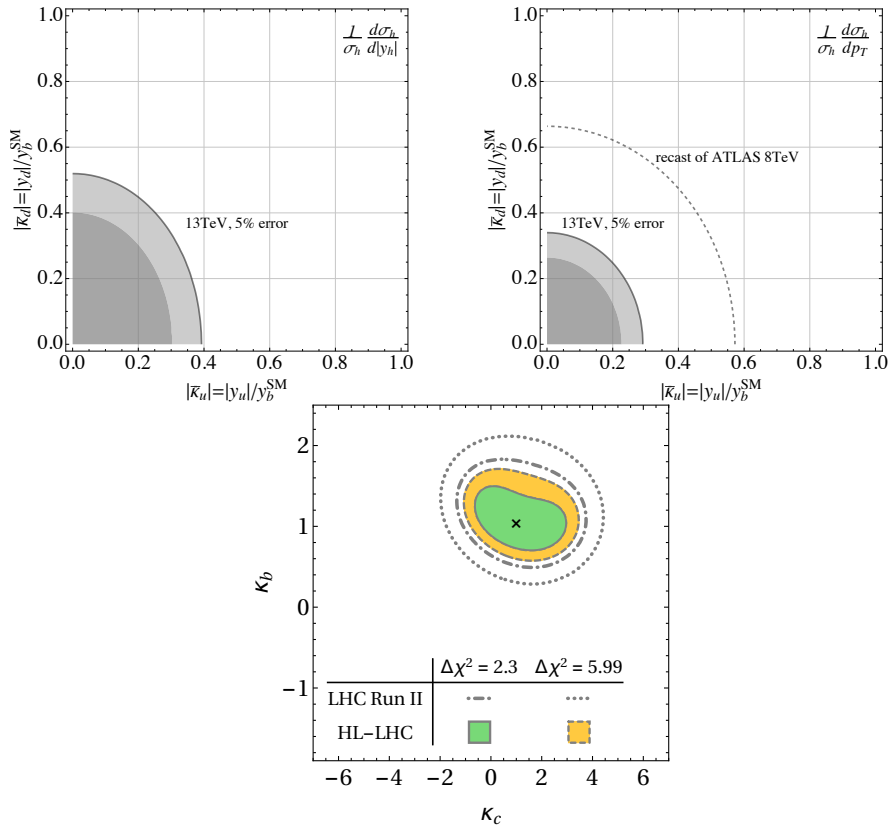 1/σ_h dσ_h/d|y_h|
1.0
0.8
0.6
0.4
0.2
0.0
|κ̄_d|=|y_d|/y_b^SM
13TeV, 5% error
0.0 0.2 0.4 0.6 0.8 1.0
|κ̄_u|=|y_u|/y_b^SM
1/σ_h dσ_h/dp_T
1.0
0.8
0.6
0.4
0.2
0.0
|κ̄_d|=|y_d|/y_b^SM
recast of ATLAS 8TeV
13TeV, 5% error
0.0 0.2 0.4 0.6 0.8 1.0
|κ̄_u|=|y_u|/y_b^SM
2
1
0
−1
κ_b
Δχ² = 2.3 Δχ² = 5.99
LHC Run II
HL−LHC
−6 −4 −2 0 2 4 6
κ_c